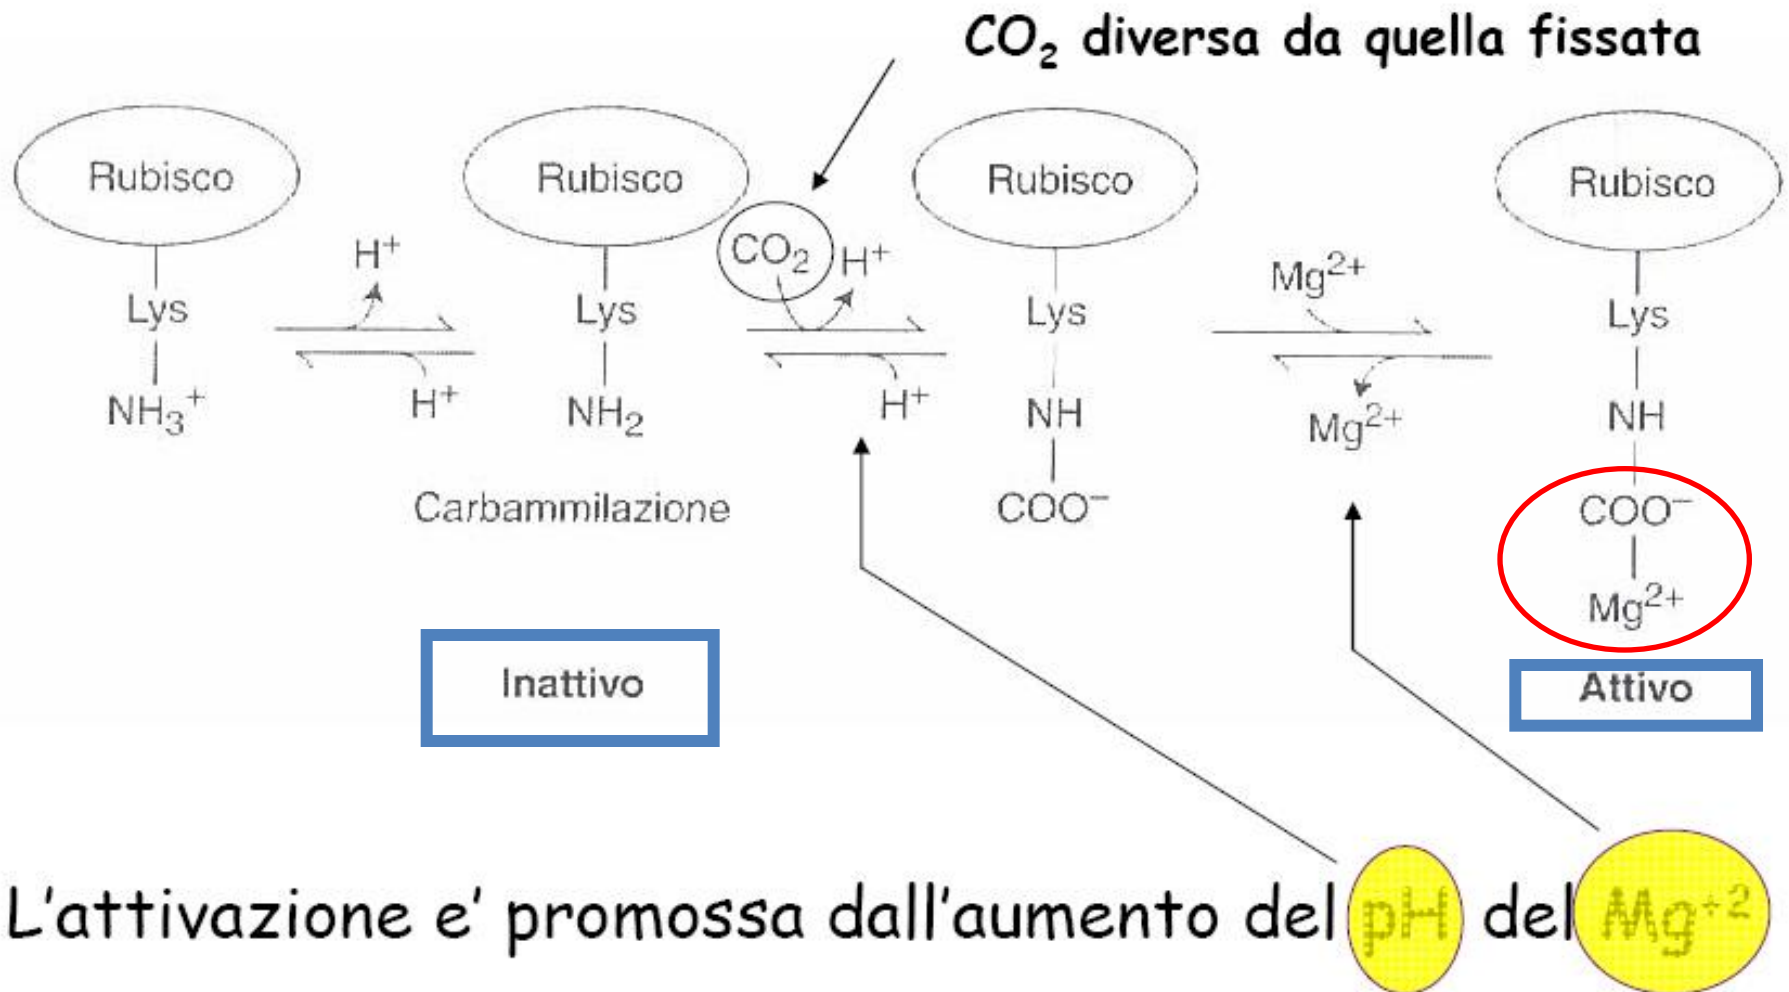 CO₂ diversa da quella fissata
Rubisco Rubisco Rubisco Rubisco
H⁺ CO₂ H⁺ Mg²⁺
Lys Lys Lys Lys
H⁺ H⁺ Mg²⁺
NH₃⁺ NH₂ NH NH
Carbammilazione COO⁻ COO⁻
Mg²⁺
Inattivo Attivo
L'attivazione e' promossa dall'aumento del pH del Mg⁺²